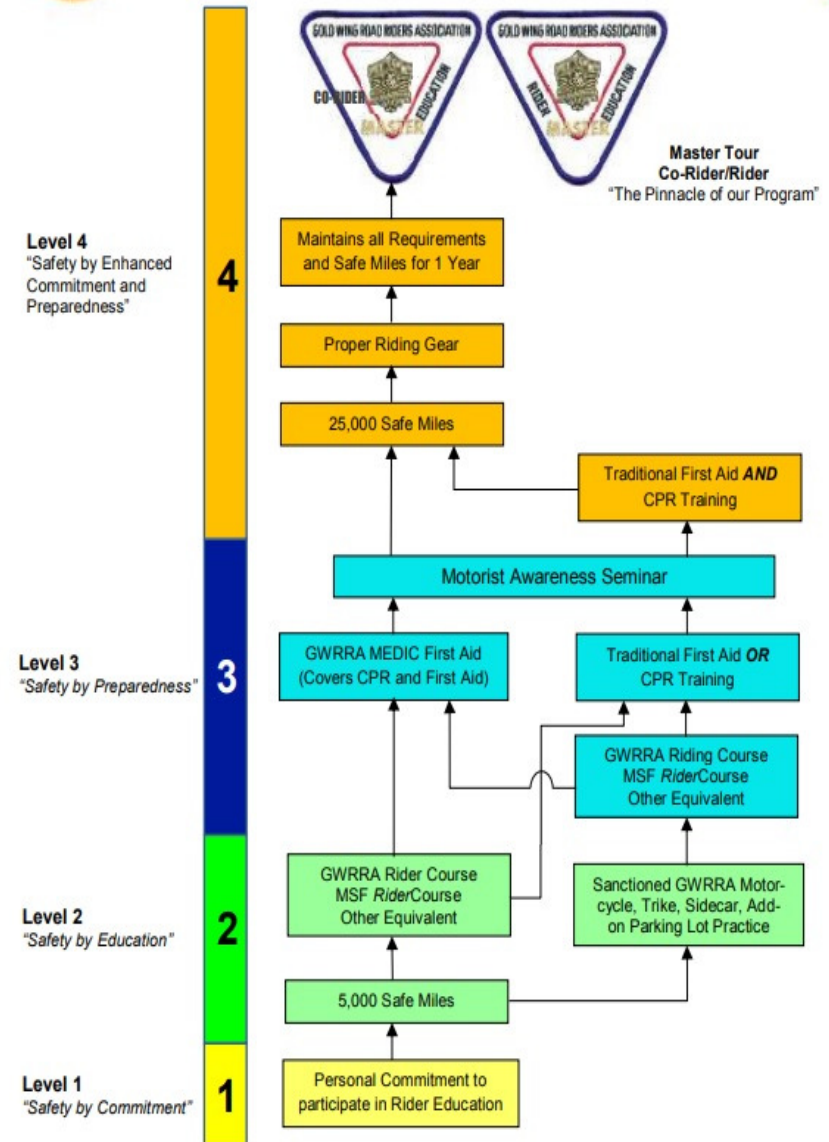 GOLD WING ROAD RIDERS ASSOCIATION
CO-RIDER
EDUCATION
MASTER
GOLD WING ROAD RIDERS ASSOCIATION
RIDER
EDUCATION
MASTER
Master Tour
Co-Rider/Rider
"The Pinnacle of our Program"
Level 4
"Safety by Enhanced
Commitment and
Preparedness"
4
Maintains all Requirements
and Safe Miles for 1 Year
Proper Riding Gear
25,000 Safe Miles
Traditional First Aid AND
CPR Training
Motorist Awareness Seminar
Level 3
"Safety by Preparedness"
3
GWRRA MEDIC First Aid
(Covers CPR and First Aid)
Traditional First Aid OR
CPR Training
GWRRA Riding Course
MSF RiderCourse
Other Equivalent
Level 2
"Safety by Education"
2
GWRRA Rider Course
MSF RiderCourse
Other Equivalent
Sanctioned GWRRA Motor-
cycle, Trike, Sidecar, Add-
on Parking Lot Practice
5,000 Safe Miles
Level 1
"Safety by Commitment"
1
Personal Commitment to
participate in Rider Education